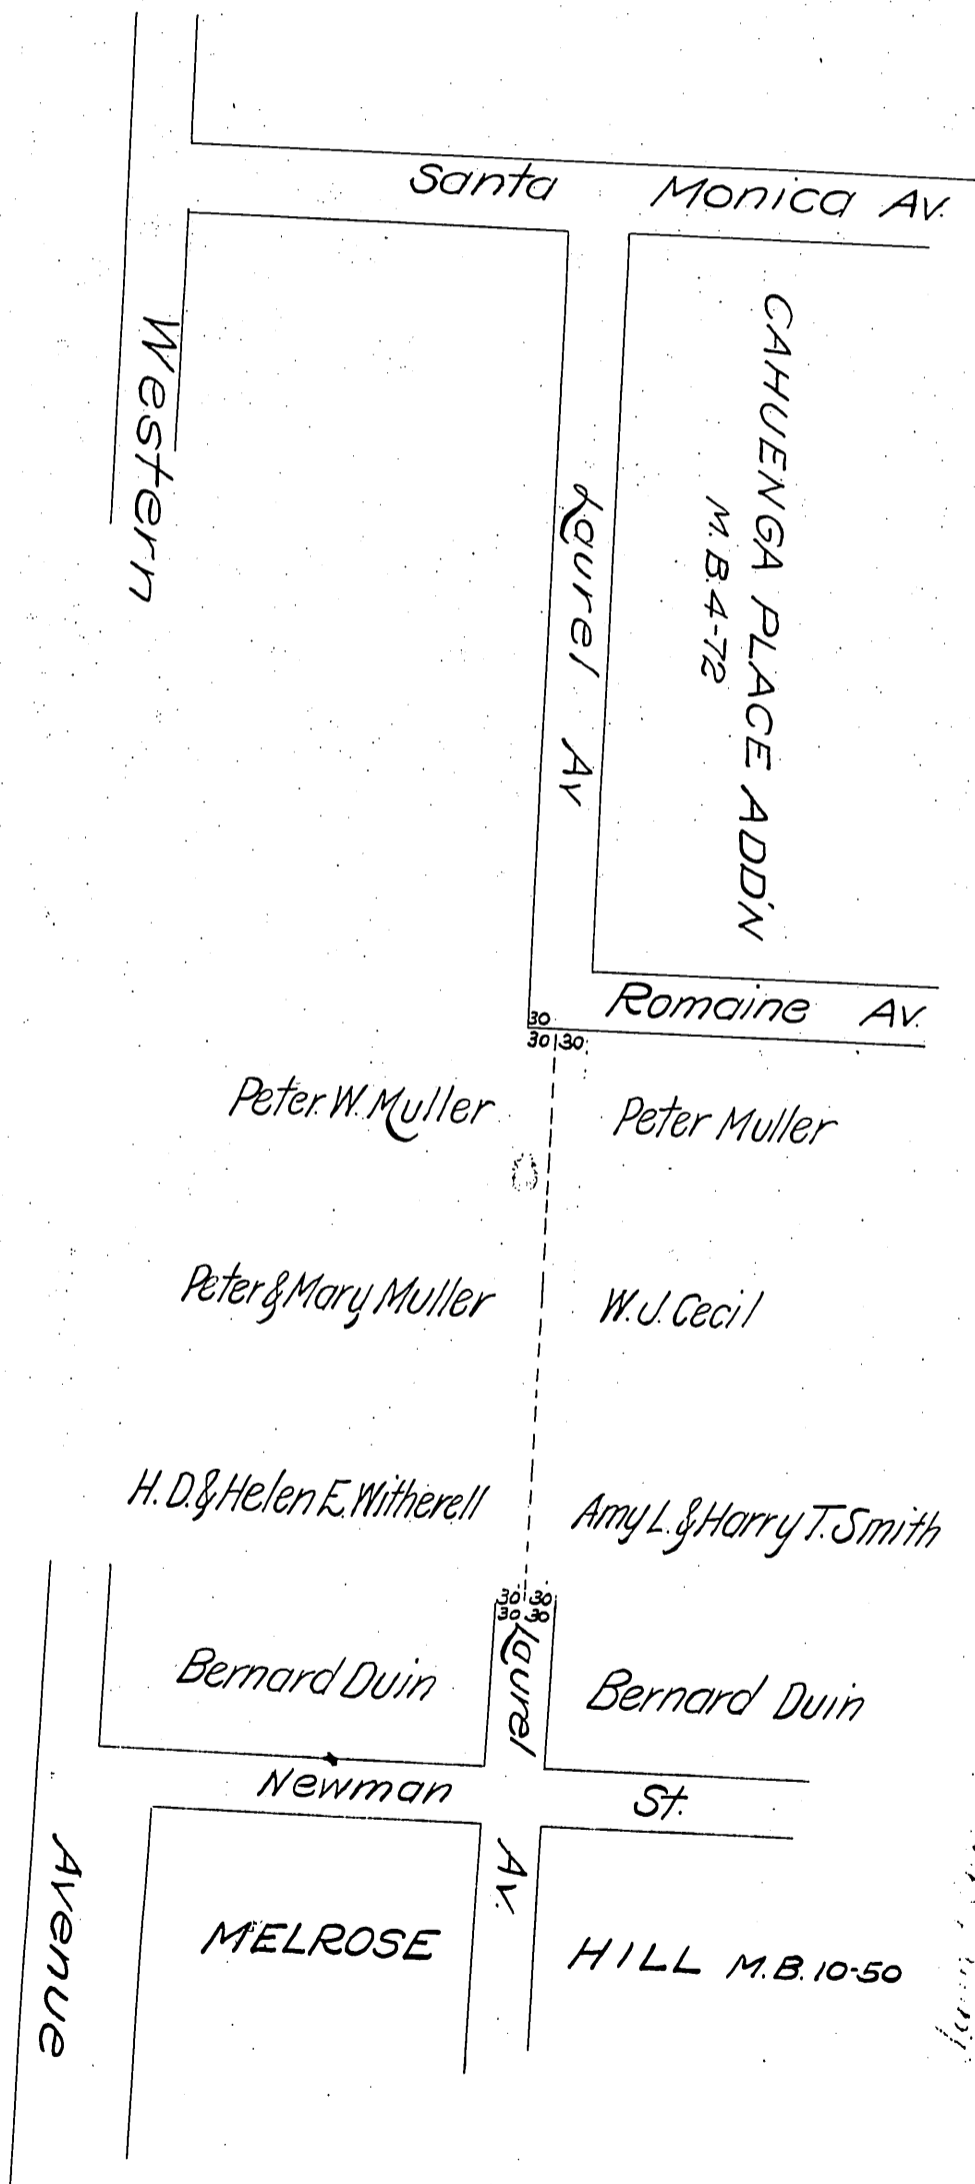 Santa Monica Av.
Western Avenue
Laurel Av
CAHUENGA PLACE ADD'N
M.B. 4-72
Romaine Av.
30
30 30
Peter W. Muller
Peter Muller
Peter & Mary Muller
W.J. Cecil
H.D. & Helen E. Witherell
Amy L. & Harry T. Smith
30 30
30 30
Laurel Av.
Bernard Duin
Bernard Duin
Newman St.
MELROSE HILL M.B. 10-50